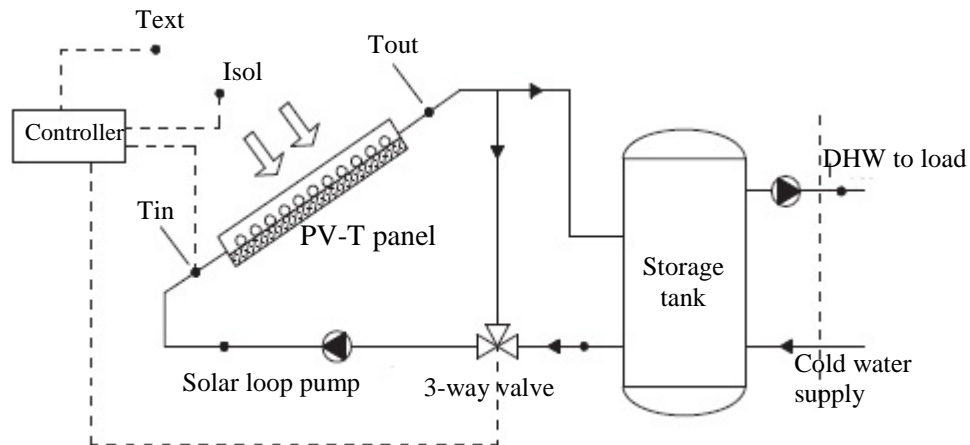 Text
Tout
Isol
Controller
DHW to load
Tin
PV-T panel
Storage
tank
Solar loop pump
3-way valve
Cold water
supply